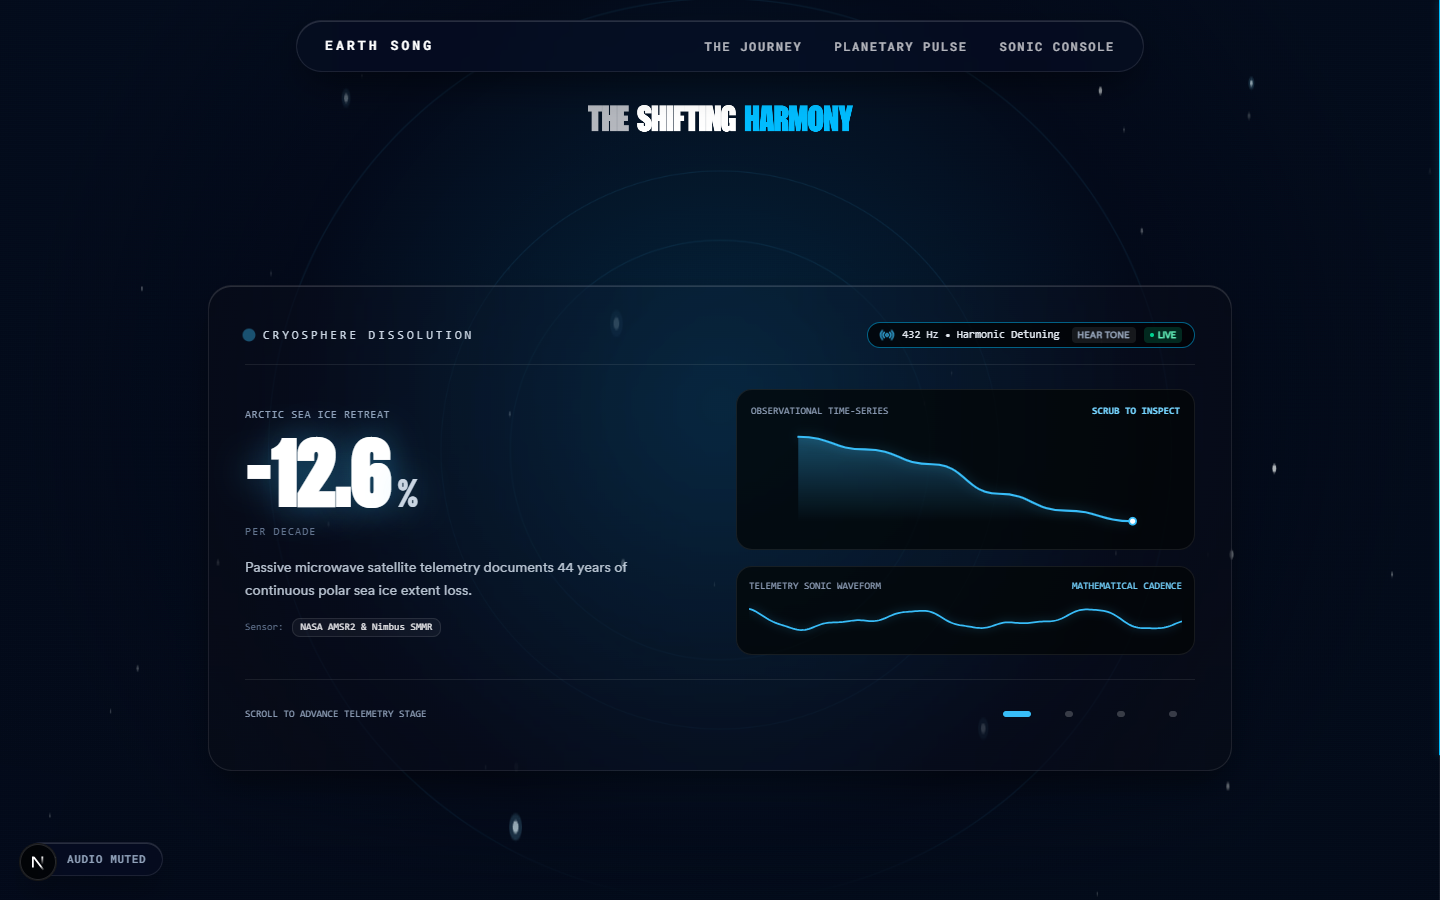 EARTH SONG
THE JOURNEY
PLANETARY PULSE
SONIC CONSOLE
THE SHIFTING HARMONY
CRYOSPHERE DISSOLUTION
432 Hz • Harmonic Detuning
HEAR TONE
LIVE
ARCTIC SEA ICE RETREAT
-12.6%
PER DECADE
Passive microwave satellite telemetry documents 44 years of
continuous polar sea ice extent loss.
Sensor: NASA AMSR2 & Nimbus SMMR
OBSERVATIONAL TIME-SERIES
SCRUB TO INSPECT
TELEMETRY SONIC WAVEFORM
MATHEMATICAL CADENCE
SCROLL TO ADVANCE TELEMETRY STAGE
N
AUDIO MUTED